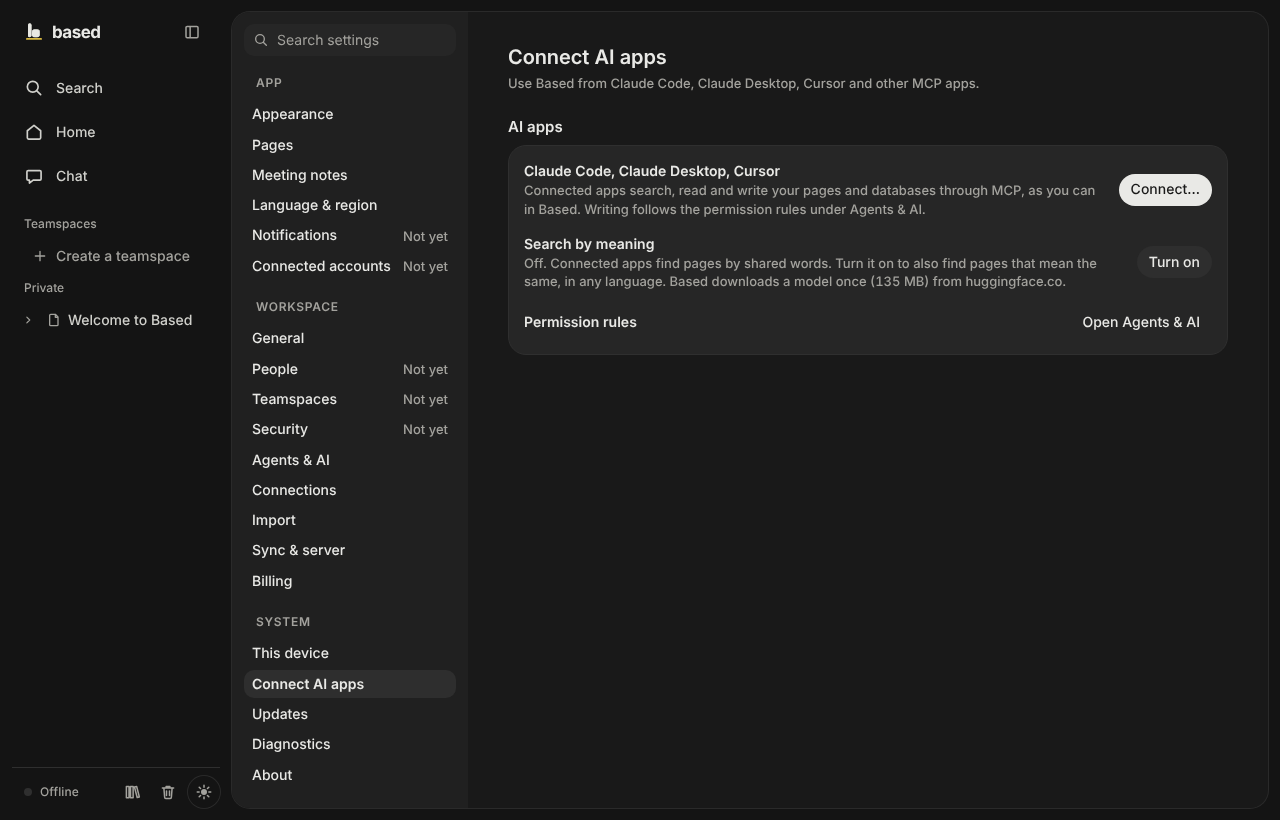 based
Search
Home
Chat
Teamspaces
Create a teamspace
Private
Welcome to Based
Offline
Search settings
APP
Appearance
Pages
Meeting notes
Language & region
Notifications Not yet
Connected accounts Not yet
WORKSPACE
General
People Not yet
Teamspaces Not yet
Security Not yet
Agents & AI
Connections
Import
Sync & server
Billing
SYSTEM
This device
Connect AI apps
Updates
Diagnostics
About
Connect AI apps
Use Based from Claude Code, Claude Desktop, Cursor and other MCP apps.
AI apps
Claude Code, Claude Desktop, Cursor
Connected apps search, read and write your pages and databases through MCP, as you can
in Based. Writing follows the permission rules under Agents & AI.
Connect...
Search by meaning
Off. Connected apps find pages by shared words. Turn it on to also find pages that mean the
same, in any language. Based downloads a model once (135 MB) from huggingface.co.
Turn on
Permission rules
Open Agents & AI